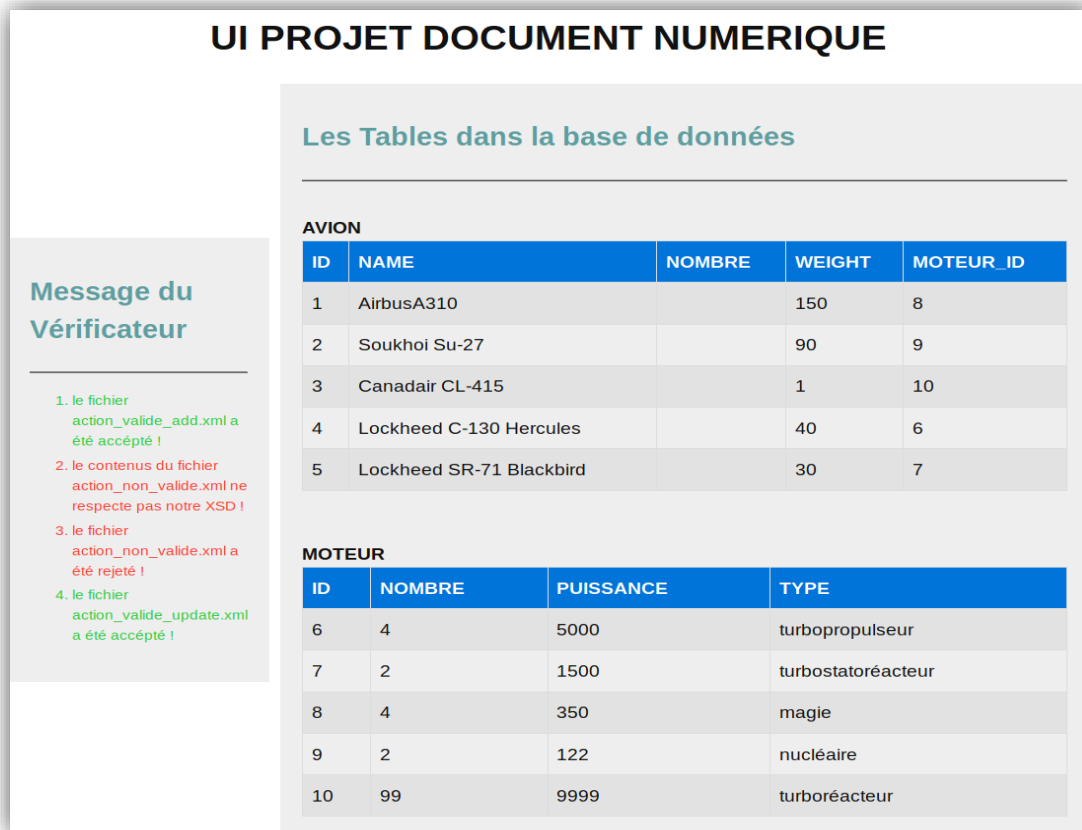 UI PROJET DOCUMENT NUMERIQUE
Message du
Vérificateur
1. le fichier
action_valide_add.xml a
été accépté !
2. le contenus du fichier
action_non_valide.xml ne
respecte pas notre XSD !
3. le fichier
action_non_valide.xml a
été rejeté !
4. le fichier
action_valide_update.xml
a été accépté !
Les Tables dans la base de données
AVION
ID NAME NOMBRE WEIGHT MOTEUR_ID
1 AirbusA310 150 8
2 Soukhoi Su-27 90 9
3 Canadair CL-415 1 10
4 Lockheed C-130 Hercules 40 6
5 Lockheed SR-71 Blackbird 30 7
MOTEUR
ID NOMBRE PUISSANCE TYPE
6 4 5000 turbopropulseur
7 2 1500 turbostatoréacteur
8 4 350 magie
9 2 122 nucléaire
10 99 9999 turboréacteur